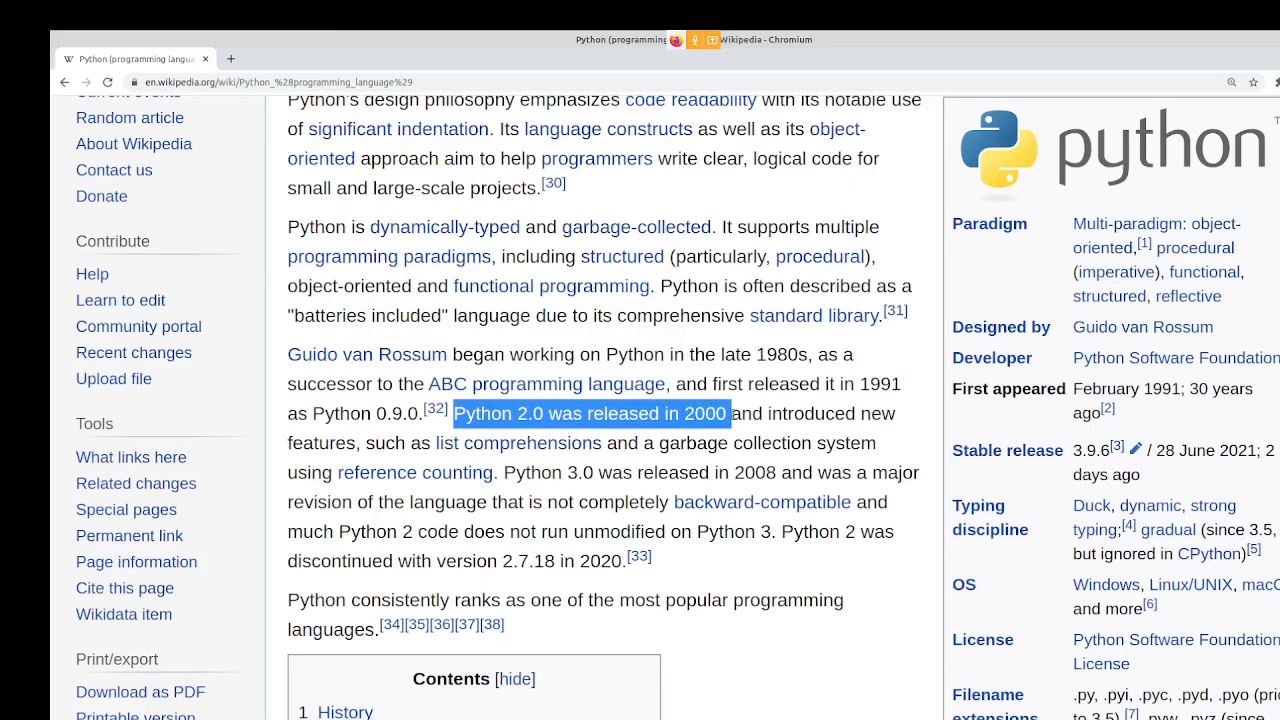 Python (programming
Wikipedia - Chromium
Python (programming langua
en.wikipedia.org/wiki/Python_%28programming_language%29
Current events
Random article
About Wikipedia
Contact us
Donate
Contribute
Help
Learn to edit
Community portal
Recent changes
Upload file
Tools
What links here
Related changes
Special pages
Permanent link
Page information
Cite this page
Wikidata item
Print/export
Download as PDF
Printable version
Python's design philosophy emphasizes code readability with its notable use
of significant indentation. Its language constructs as well as its object-
oriented approach aim to help programmers write clear, logical code for
small and large-scale projects.[30]
Python is dynamically-typed and garbage-collected. It supports multiple
programming paradigms, including structured (particularly, procedural),
object-oriented and functional programming. Python is often described as a
"batteries included" language due to its comprehensive standard library.[31]
Guido van Rossum began working on Python in the late 1980s, as a
successor to the ABC programming language, and first released it in 1991
as Python 0.9.0.[32] Python 2.0 was released in 2000 and introduced new
features, such as list comprehensions and a garbage collection system
using reference counting. Python 3.0 was released in 2008 and was a major
revision of the language that is not completely backward-compatible and
much Python 2 code does not run unmodified on Python 3. Python 2 was
discontinued with version 2.7.18 in 2020.[33]
Python consistently ranks as one of the most popular programming
languages.[34][35][36][37][38]
Contents [hide]
1 History
python
T
Paradigm
Multi-paradigm: object-
oriented,[1] procedural
(imperative), functional,
structured, reflective
Designed by Guido van Rossum
Developer Python Software Foundation
First appeared February 1991; 30 years
ago[2]
Stable release 3.9.6[3] / 28 June 2021; 2
days ago
Typing Duck, dynamic, strong
discipline typing;[4] gradual (since 3.5,
but ignored in CPython)[5]
OS Windows, Linux/UNIX, macO
and more[6]
License Python Software Foundation
License
Filename .py, .pyi, .pyc, .pyd, .pyo (prio
extensions to 3.5),[7] .pyw, .pyz (since